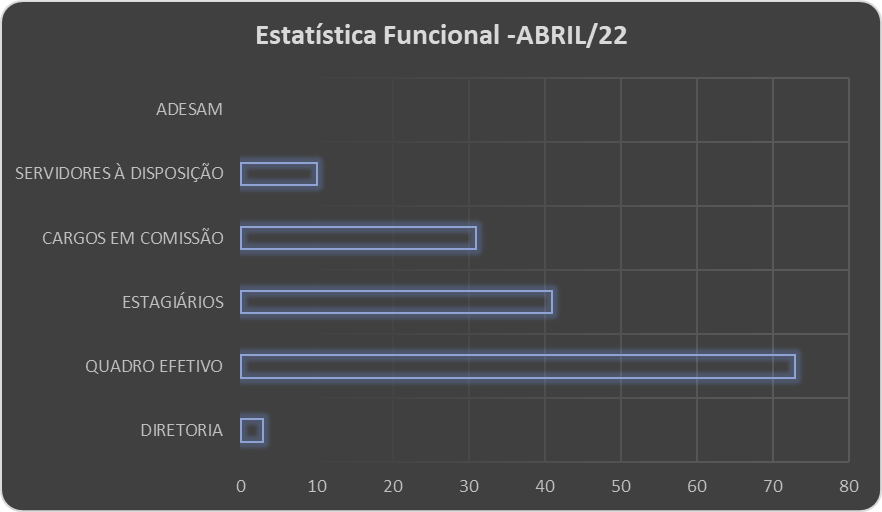 Estatística Funcional -ABRIL/22
ADESAM
SERVIDORES À DISPOSIÇÃO
CARGOS EM COMISSÃO
ESTAGIÁRIOS
QUADRO EFETIVO
DIRETORIA
0 10 20 30 40 50 60 70 80